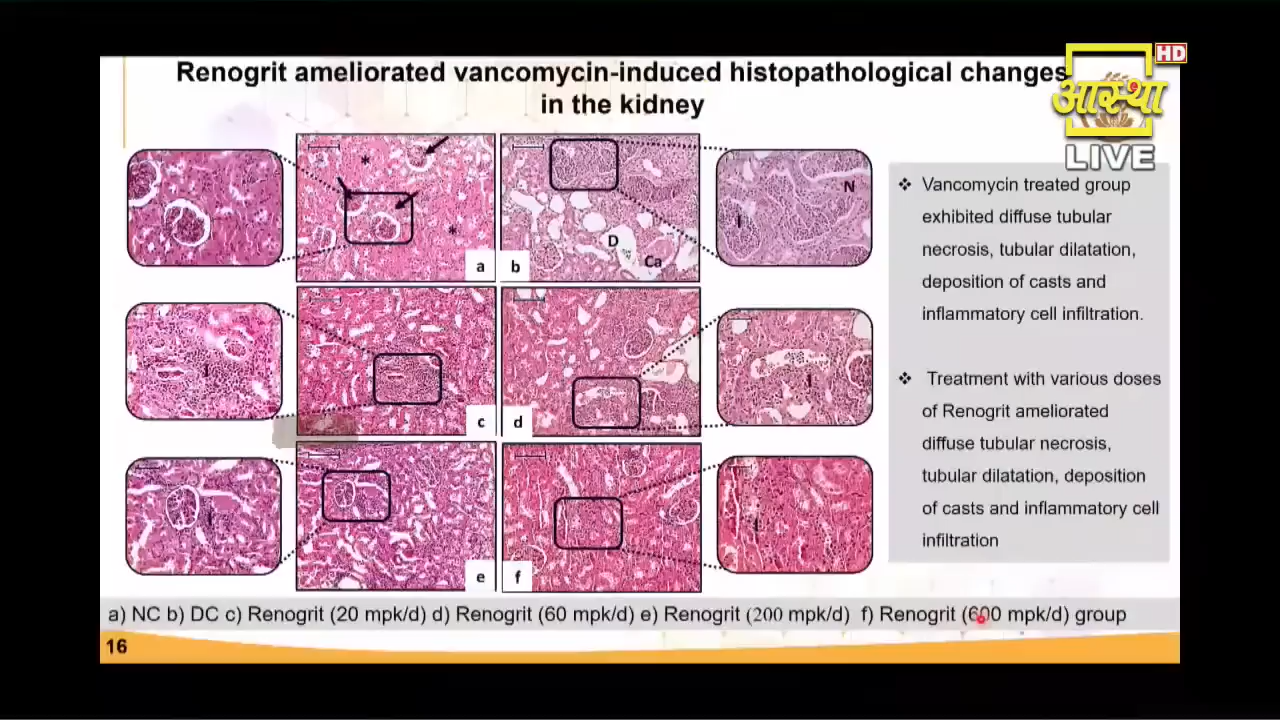 Renogrit ameliorated vancomycin-induced histopathological changes
in the kidney
HD
आस्था
LIVE
*
*
a
b
D
Ca
I
N
I
c
d
I
I
e
f
I
❖ Vancomycin treated group
exhibited diffuse tubular
necrosis, tubular dilatation,
deposition of casts and
inflammatory cell infiltration.
❖ Treatment with various doses
of Renogrit ameliorated
diffuse tubular necrosis,
tubular dilatation, deposition
of casts and inflammatory cell
infiltration
a) NC b) DC c) Renogrit (20 mpk/d) d) Renogrit (60 mpk/d) e) Renogrit (200 mpk/d) f) Renogrit (600 mpk/d) group
16